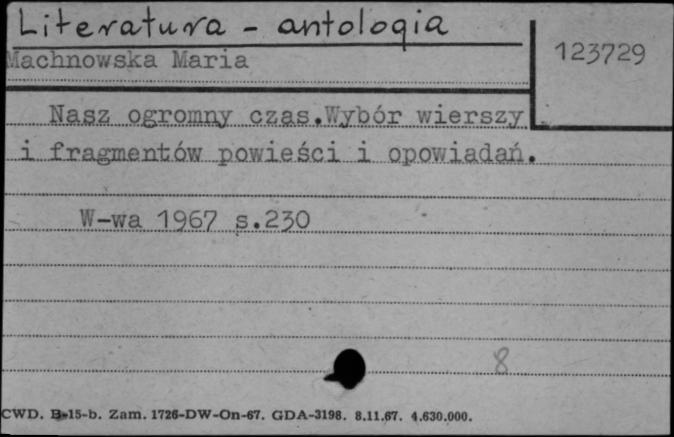 Literatura - antologia
123729
Machnowska Maria
Nasz ogromny czas.Wybór wierszy
i fragmentów powieści i opowiadań.
W-wa 1967 s.230
8
CWD. B-15-b. Zam. 1726-DW-On-67. GDA-3198. 8.11.67. 4.630.000.